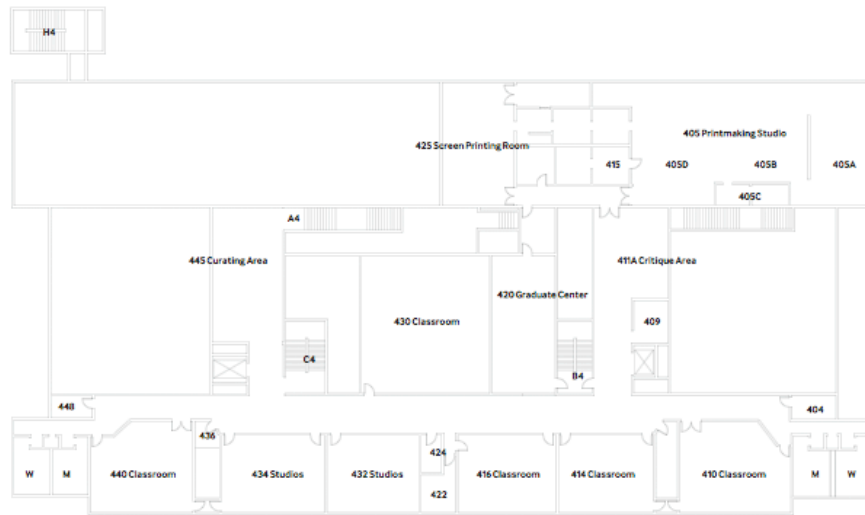 H4
405 Printmaking Studio
425 Screen Printing Room
415
405D
405B
405A
405C
A4
445 Curating Area
411A Critique Area
420 Graduate Center
430 Classroom
409
C4
B4
448
404
436
424
W
M
440 Classroom
434 Studios
432 Studios
416 Classroom
414 Classroom
410 Classroom
M
W
422